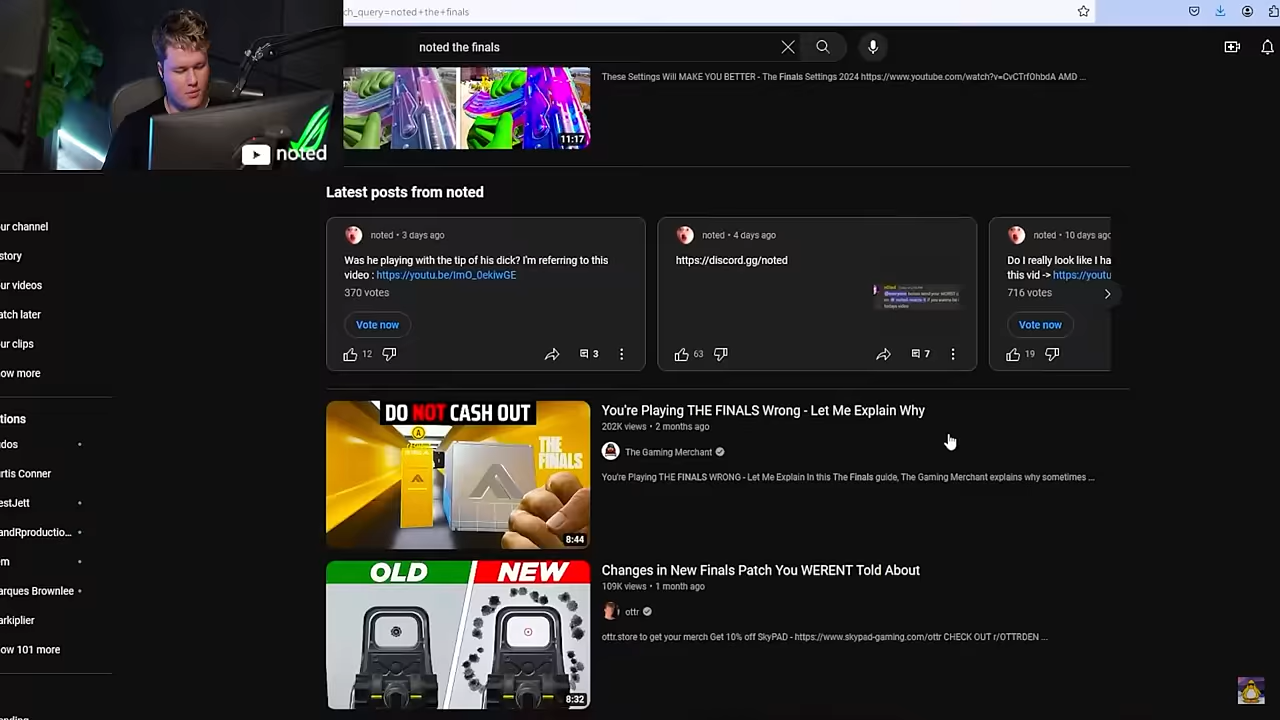 ch_query=noted+the+finals
noted the finals
noted
These Settings Will MAKE YOU BETTER - The Finals Settings 2024 https://www.youtube.com/watch?v=CvCTrfOhbdA AMD ...
11:17
Latest posts from noted
noted • 3 days ago
Was he playing with the tip of his dick? I'm referring to this
video : https://youtu.be/ImO_0ekiwGE
370 votes
Vote now
12
3
noted • 4 days ago
https://discord.gg/noted
63
7
noted • 10 days ago
Do I really look like I ha
this vid -> https://youtu
716 votes
Vote now
19
ur channel
story
ur videos
atch later
ur clips
ow more
tions
udos
urtis Conner
estJett
andRproductio...
em
arques Brownlee
arkiplier
ow 101 more
DO NOT CASH OUT
THE
FINALS
8:44
You're Playing THE FINALS Wrong - Let Me Explain Why
202K views • 2 months ago
The Gaming Merchant
You're Playing THE FINALS WRONG - Let Me Explain In this The Finals guide, The Gaming Merchant explains why sometimes ...
OLD
NEW
8:32
Changes in New Finals Patch You WERENT Told About
109K views • 1 month ago
ottr
ottr.store to get your merch Get 10% off SkyPAD - https://www.skypad-gaming.com/ottr CHECK OUT r/OTTRDEN ...